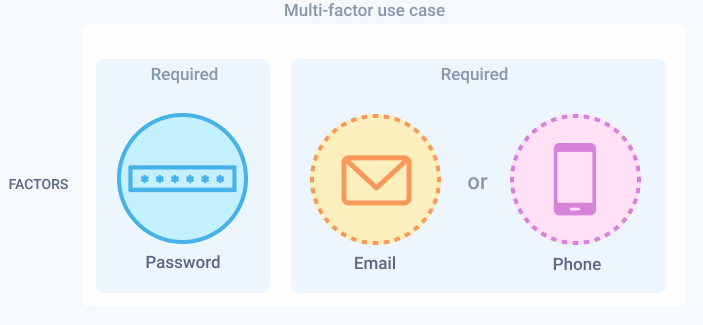 Multi-factor use case
Required
Required
******
or
FACTORS
Password
Email
Phone